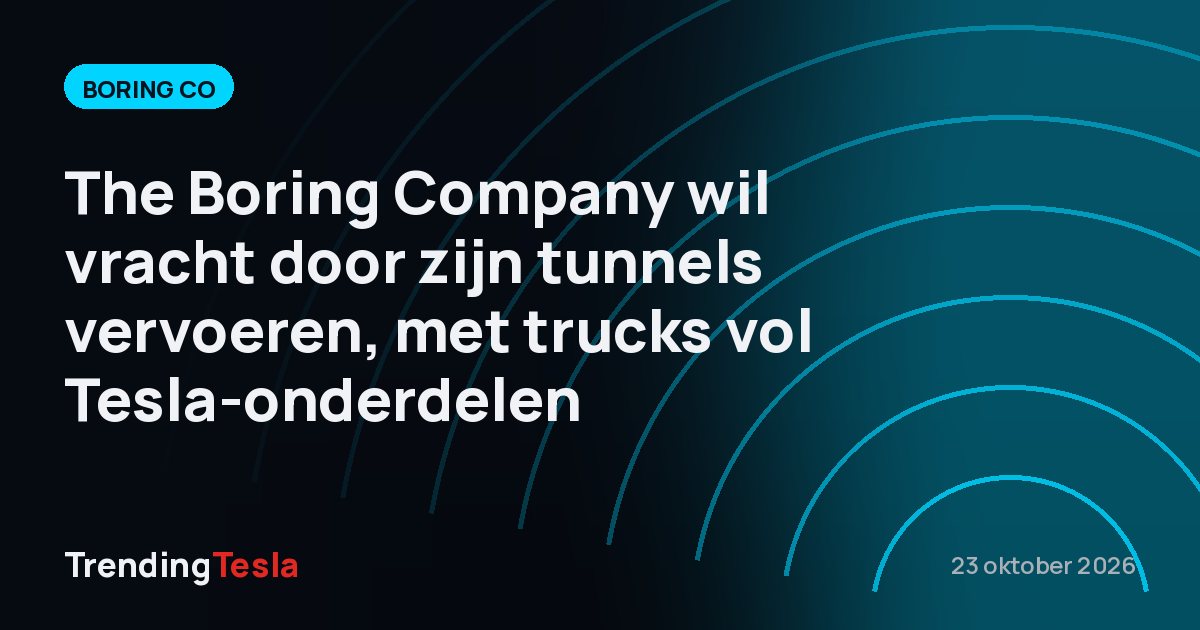 BORING CO
The Boring Company wil
vracht door zijn tunnels
vervoeren, met trucks vol
Tesla-onderdelen
TrendingTesla
23 oktober 2026